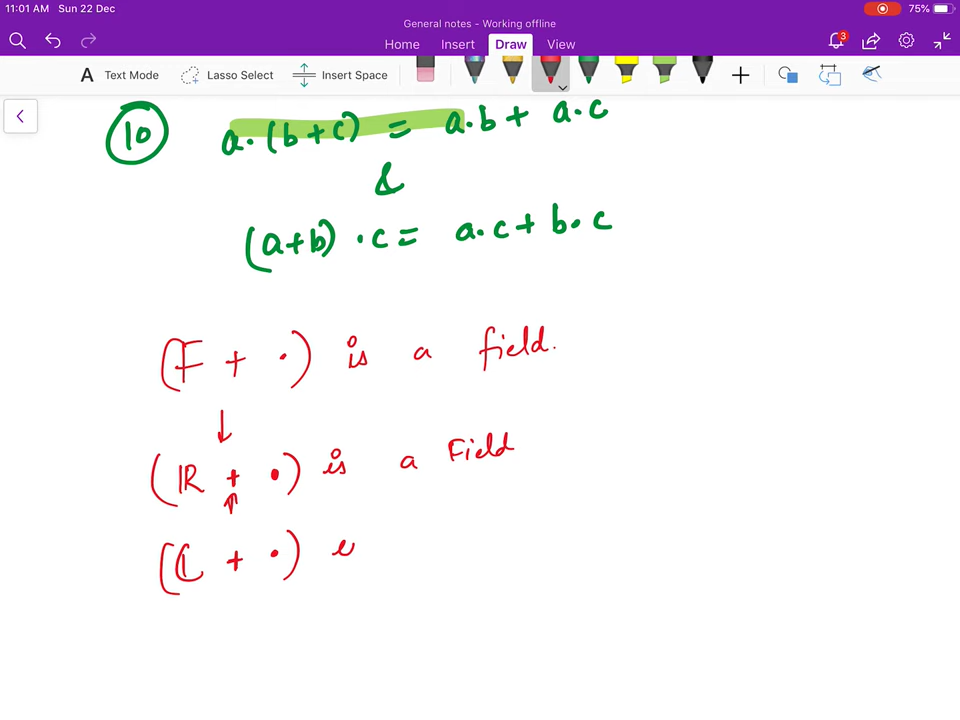 11:01 AM Sun 22 Dec
75%
General notes - Working offline
Home Insert Draw View
3
A Text Mode Lasso Select Insert Space
10 a·(b+c) = a·b + a·c
&
(a+b)·c = a·c + b·c
(F + ·) is a field.
↓
(ℝ + ·) is a Field
↑
(ℂ + ·)